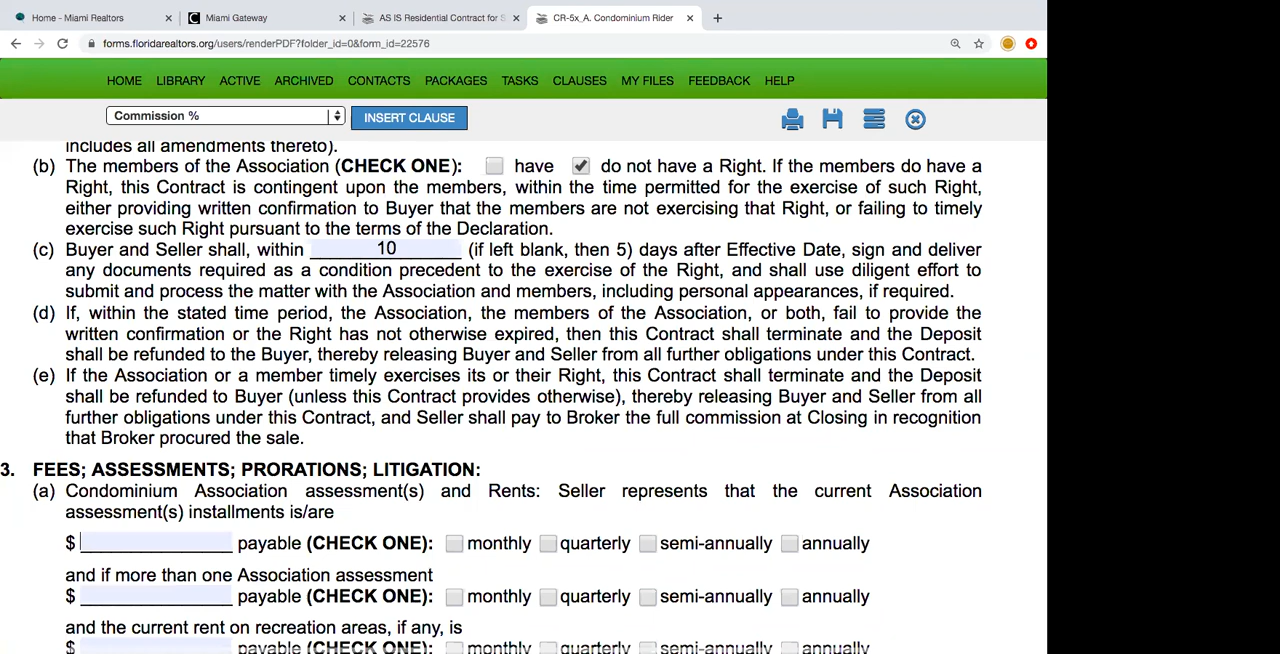 Home - Miami Realtors
Miami Gateway
AS IS Residential Contract for S
CR-5x_A. Condominium Rider
forms.floridarealtors.org/users/renderPDF?folder_id=0&form_id=22576
HOME LIBRARY ACTIVE ARCHIVED CONTACTS PACKAGES TASKS CLAUSES MY FILES FEEDBACK HELP
Commission % INSERT CLAUSE
includes all amendments thereto).
(b) The members of the Association (CHECK ONE): have do not have a Right. If the members do have a
Right, this Contract is contingent upon the members, within the time permitted for the exercise of such Right,
either providing written confirmation to Buyer that the members are not exercising that Right, or failing to timely
exercise such Right pursuant to the terms of the Declaration.
(c) Buyer and Seller shall, within 10 (if left blank, then 5) days after Effective Date, sign and deliver
any documents required as a condition precedent to the exercise of the Right, and shall use diligent effort to
submit and process the matter with the Association and members, including personal appearances, if required.
(d) If, within the stated time period, the Association, the members of the Association, or both, fail to provide the
written confirmation or the Right has not otherwise expired, then this Contract shall terminate and the Deposit
shall be refunded to the Buyer, thereby releasing Buyer and Seller from all further obligations under this Contract.
(e) If the Association or a member timely exercises its or their Right, this Contract shall terminate and the Deposit
shall be refunded to Buyer (unless this Contract provides otherwise), thereby releasing Buyer and Seller from all
further obligations under this Contract, and Seller shall pay to Broker the full commission at Closing in recognition
that Broker procured the sale.
3. FEES; ASSESSMENTS; PRORATIONS; LITIGATION:
(a) Condominium Association assessment(s) and Rents: Seller represents that the current Association
assessment(s) installments is/are
$ payable (CHECK ONE): monthly quarterly semi-annually annually
and if more than one Association assessment
$ payable (CHECK ONE): monthly quarterly semi-annually annually
and the current rent on recreation areas, if any, is
$ payable (CHECK ONE): monthly quarterly semi-annually annually